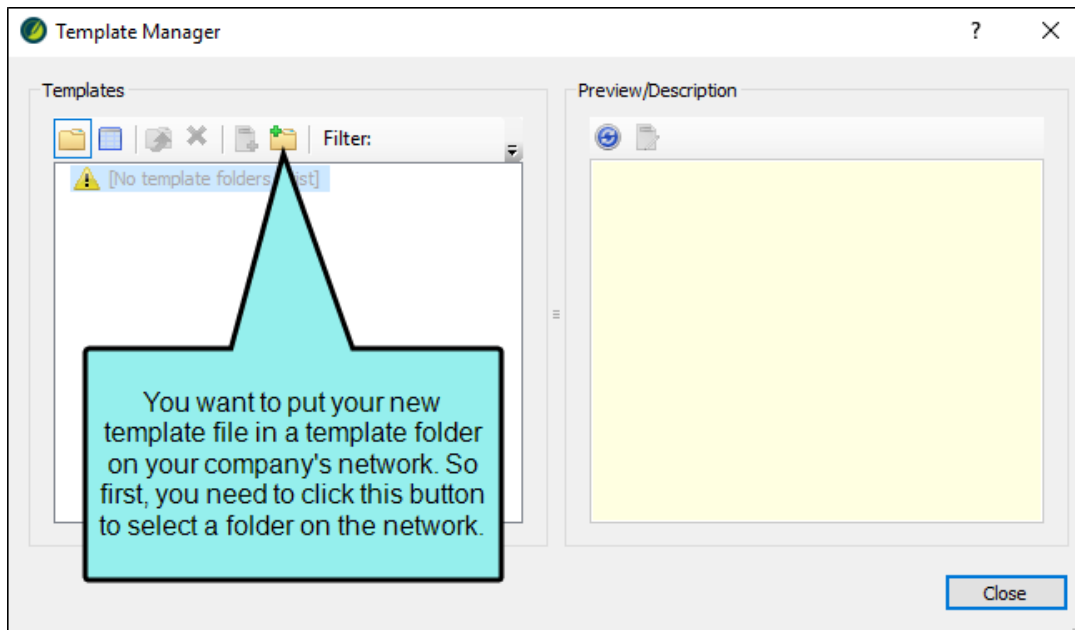 Template Manager
?
Templates
Preview/Description
Filter:
[No template folders ist]
You want to put your new
template file in a template folder
on your company's network. So
first, you need to click this button
to select a folder on the network.
Close